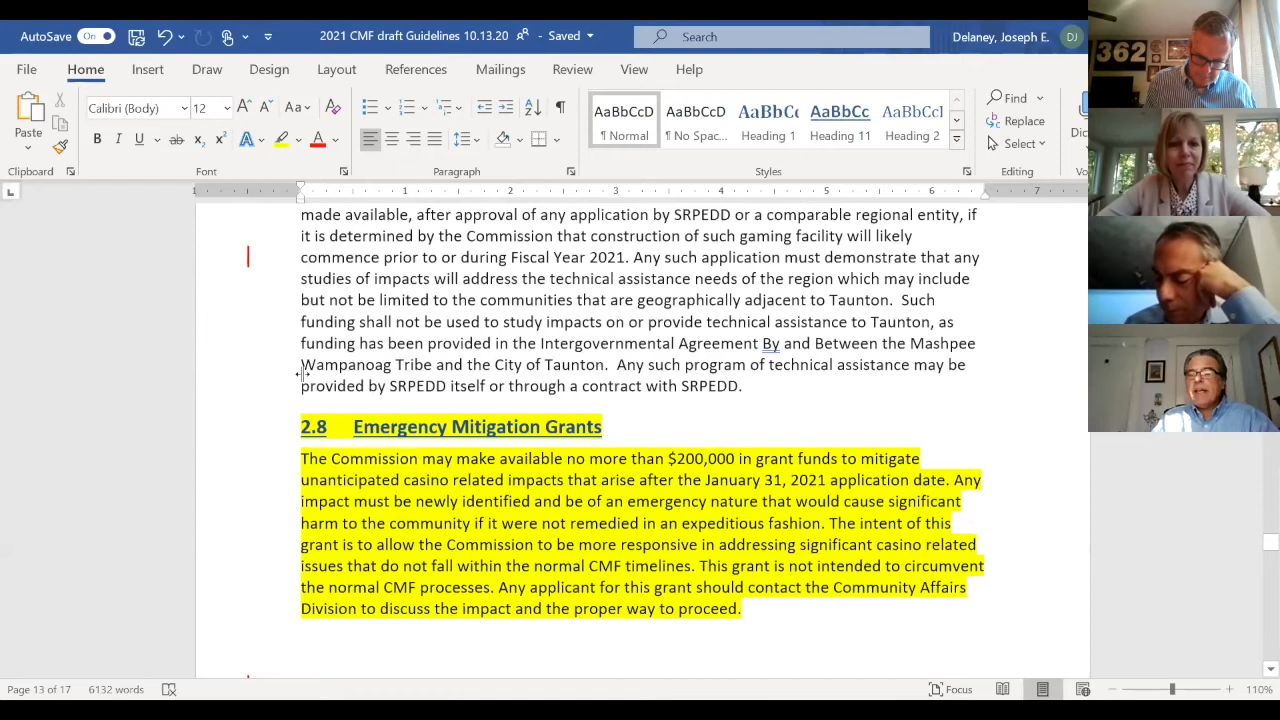 AutoSave On
2021 CMF draft Guidelines 10.13.20 - Saved
Search
Delaney, Joseph E. DJ
File Home Insert Draw Design Layout References Mailings Review View Help
Paste
Calibri (Body) 12
Aa
B I U ab x₂ x² A A
AaBbCcD AaBbCcD AaBbCc AaBbCc AaBbCcI
¶ Normal ¶ No Spac... Heading 1 Heading 11 Heading 2
Find
Replace
Select
Dic
Clipboard Font Paragraph Styles Editing Vo
L
1 1 2 3 4 5 6 7
made available, after approval of any application by SRPEDD or a comparable regional entity, if
it is determined by the Commission that construction of such gaming facility will likely
commence prior to or during Fiscal Year 2021. Any such application must demonstrate that any
studies of impacts will address the technical assistance needs of the region which may include
but not be limited to the communities that are geographically adjacent to Taunton. Such
funding shall not be used to study impacts on or provide technical assistance to Taunton, as
funding has been provided in the Intergovernmental Agreement By and Between the Mashpee
Wampanoag Tribe and the City of Taunton. Any such program of technical assistance may be
provided by SRPEDD itself or through a contract with SRPEDD.
2.8 Emergency Mitigation Grants
The Commission may make available no more than $200,000 in grant funds to mitigate
unanticipated casino related impacts that arise after the January 31, 2021 application date. Any
impact must be newly identified and be of an emergency nature that would cause significant
harm to the community if it were not remedied in an expeditious fashion. The intent of this
grant is to allow the Commission to be more responsive in addressing significant casino related
issues that do not fall within the normal CMF timelines. This grant is not intended to circumvent
the normal CMF processes. Any applicant for this grant should contact the Community Affairs
Division to discuss the impact and the proper way to proceed.
Page 13 of 17 6132 words
Focus
110%
362